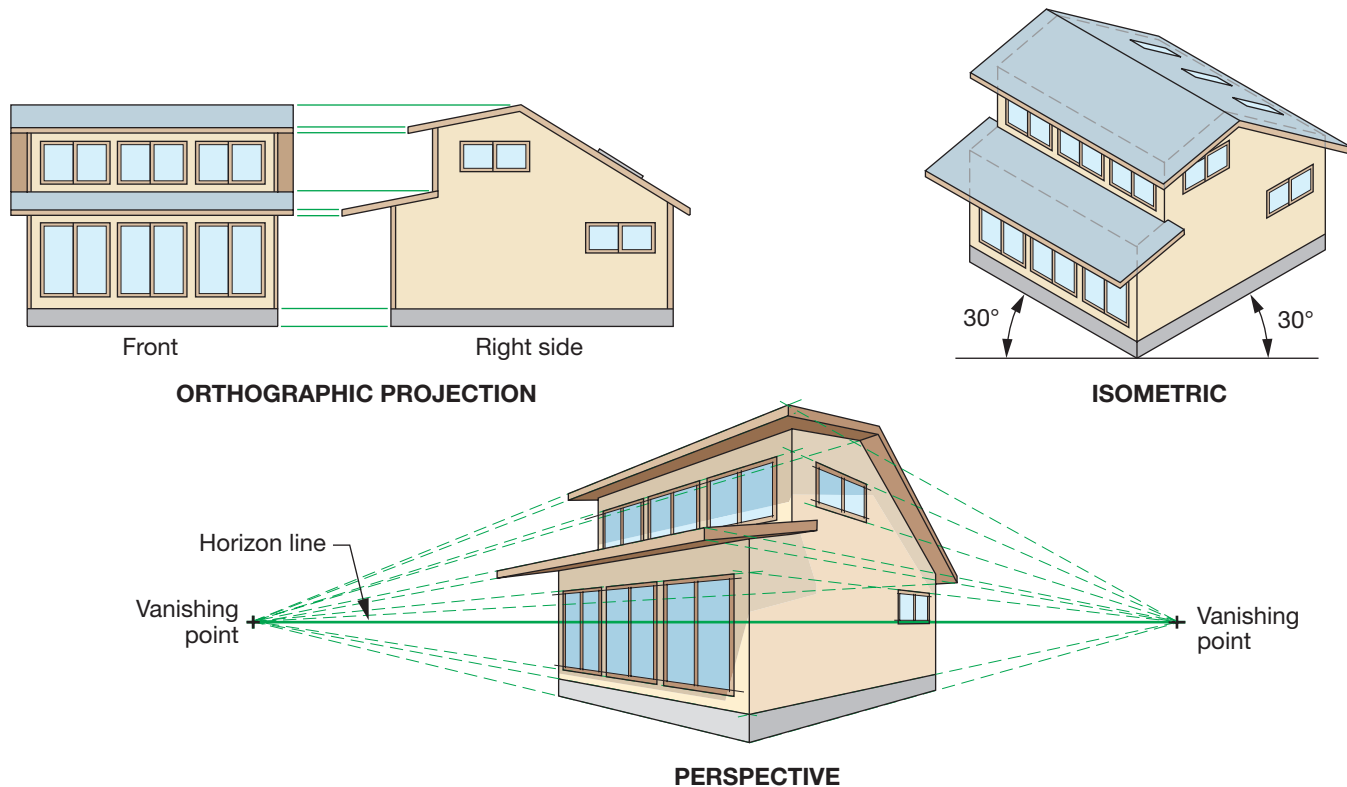 Front
Right side
ORTHOGRAPHIC PROJECTION
30°
30°
ISOMETRIC
Horizon line
Vanishing
point
Vanishing
point
PERSPECTIVE